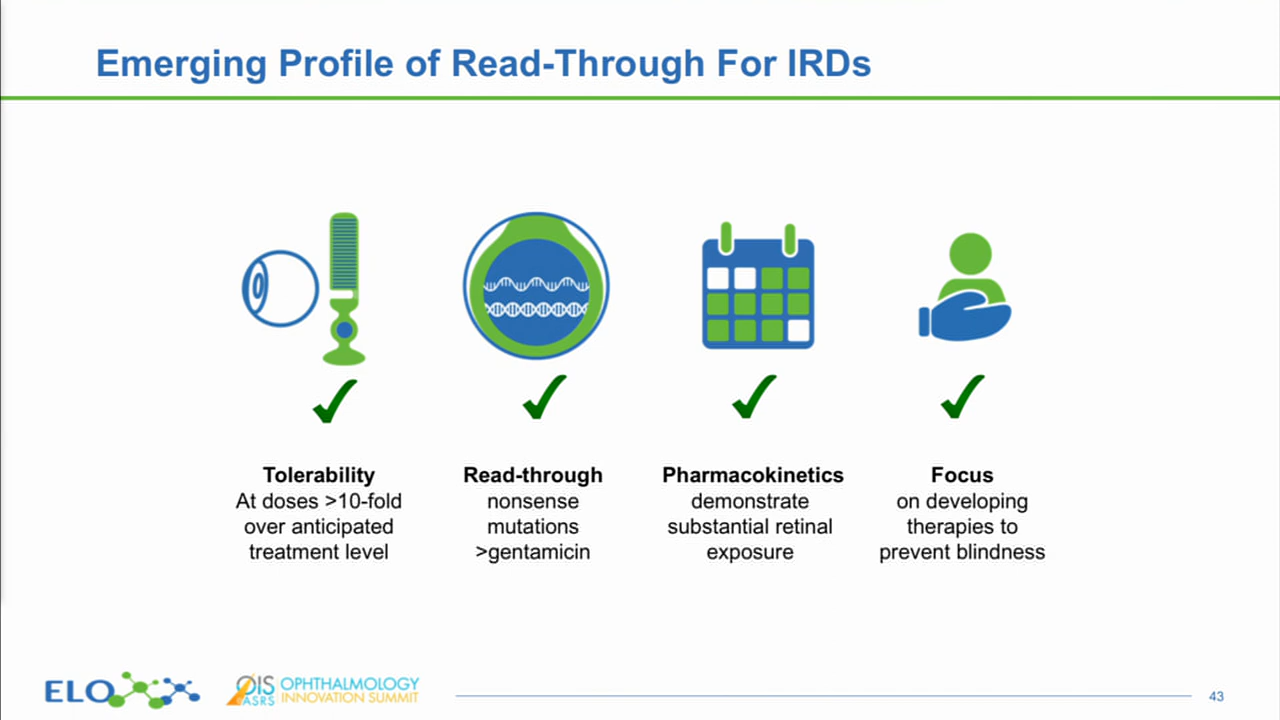 Emerging Profile of Read-Through For IRDs
Tolerability
At doses >10-fold
over anticipated
treatment level
Read-through
nonsense
mutations
>gentamicin
Pharmacokinetics
demonstrate
substantial retinal
exposure
Focus
on developing
therapies to
prevent blindness
ELOXX
OIS
ASRS
OPHTHALMOLOGY
INNOVATION SUMMIT
43